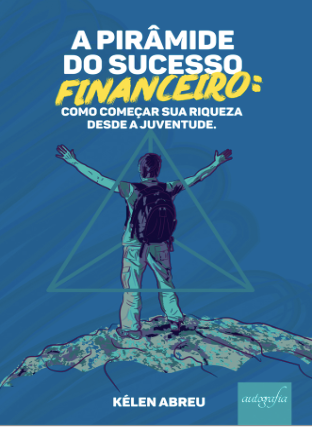 A PIRÂMIDE
DO SUCESSO
FINANCEIRO:
COMO COMEÇAR SUA RIQUEZA
DESDE A JUVENTUDE.
KÉLEN ABREU
autografia